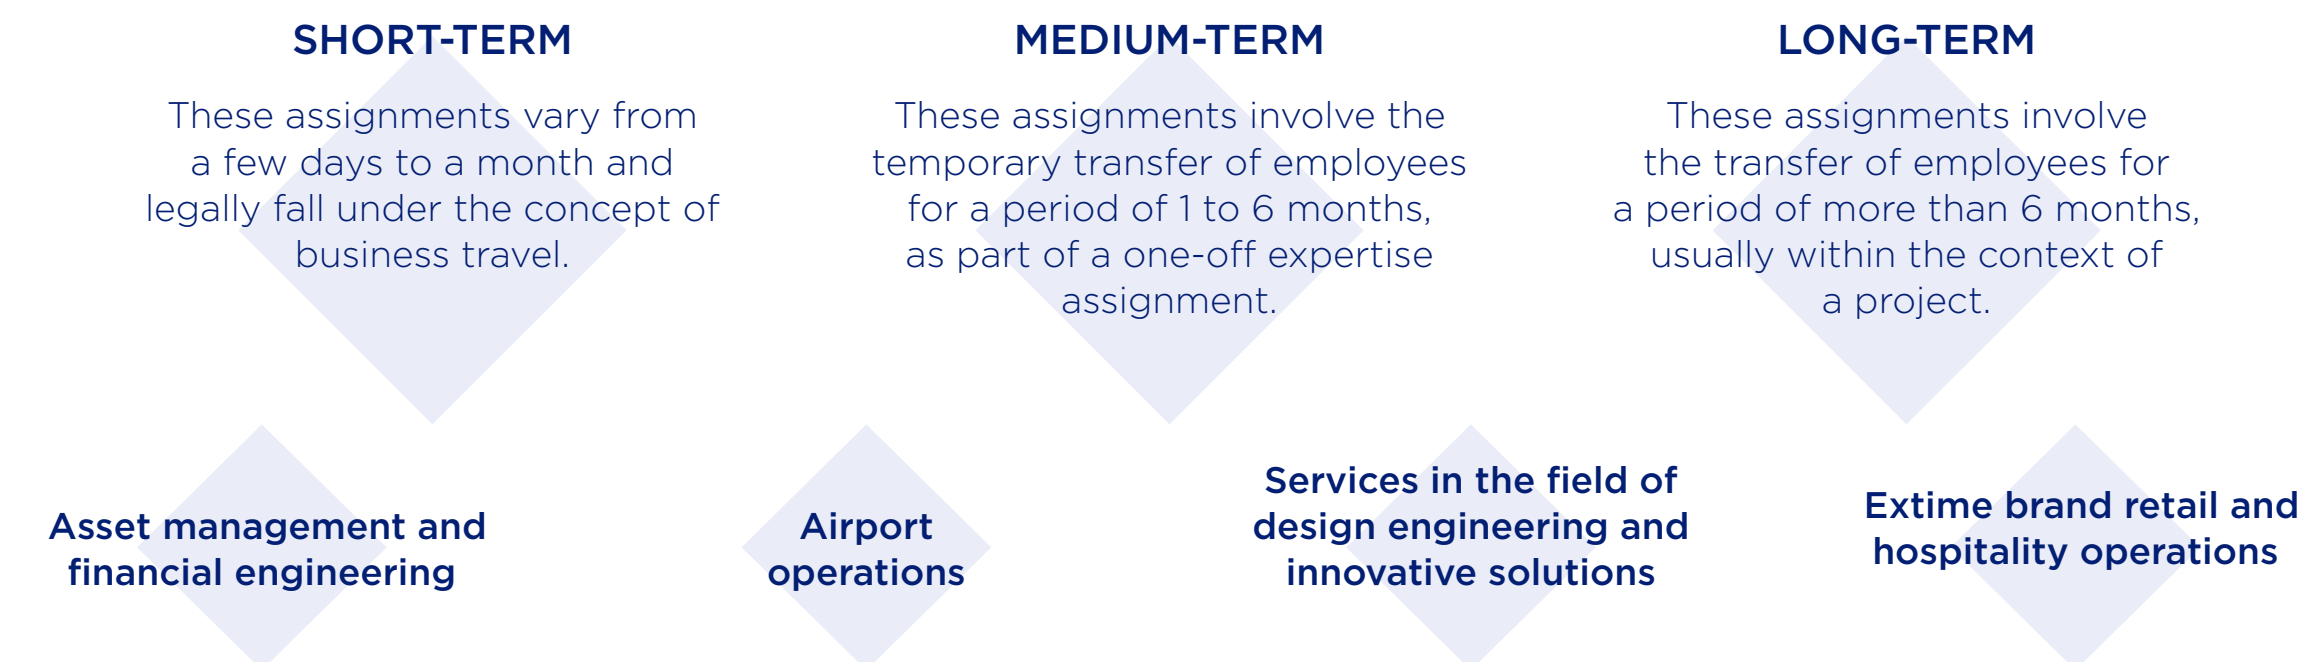 SHORT-TERM
These assignments vary from
a few days to a month and
legally fall under the concept of
business travel.
MEDIUM-TERM
These assignments involve the
temporary transfer of employees
for a period of 1 to 6 months,
as part of a one-off expertise
assignment.
LONG-TERM
These assignments involve
the transfer of employees for
a period of more than 6 months,
usually within the context of
a project.
Asset management and
financial engineering
Airport
operations
Services in the field of
design engineering and
innovative solutions
Extime brand retail and
hospitality operations